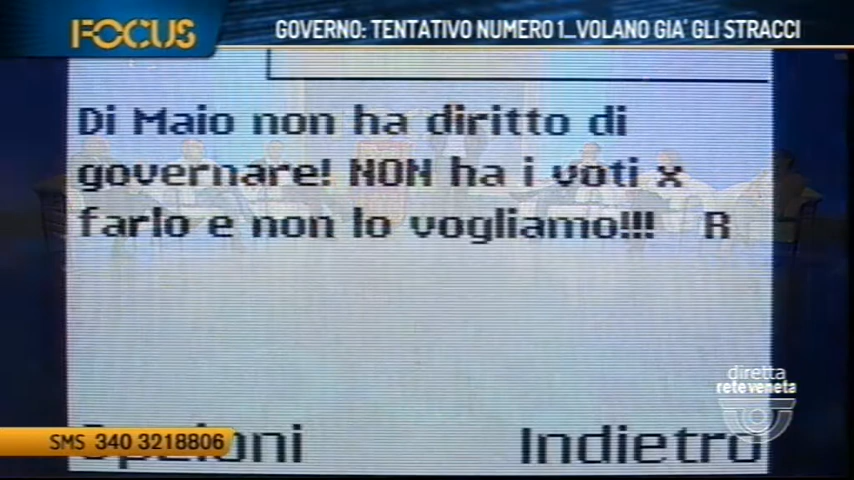 FOCUS
GOVERNO: TENTATIVO NUMERO 1...VOLANO GIA' GLI STRACCI
Di Maio non ha diritto di
governare! NON ha i voti x
farlo e non lo vogliamo!!! R
diretta
reteveneta
SMS 340 3218806
Opzioni
Indietro